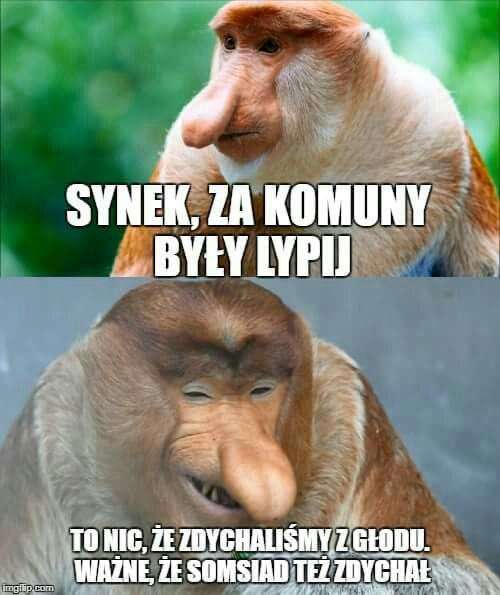 SYNEK, ZA KOMUNY
BYŁY LYPIJ
TO NIC, ŻE ZDYCHALIŚMY Z GŁODU.
WAŻNE, ŻE SOMSIAD TEŻ ZDYCHAŁ
imgflip.com